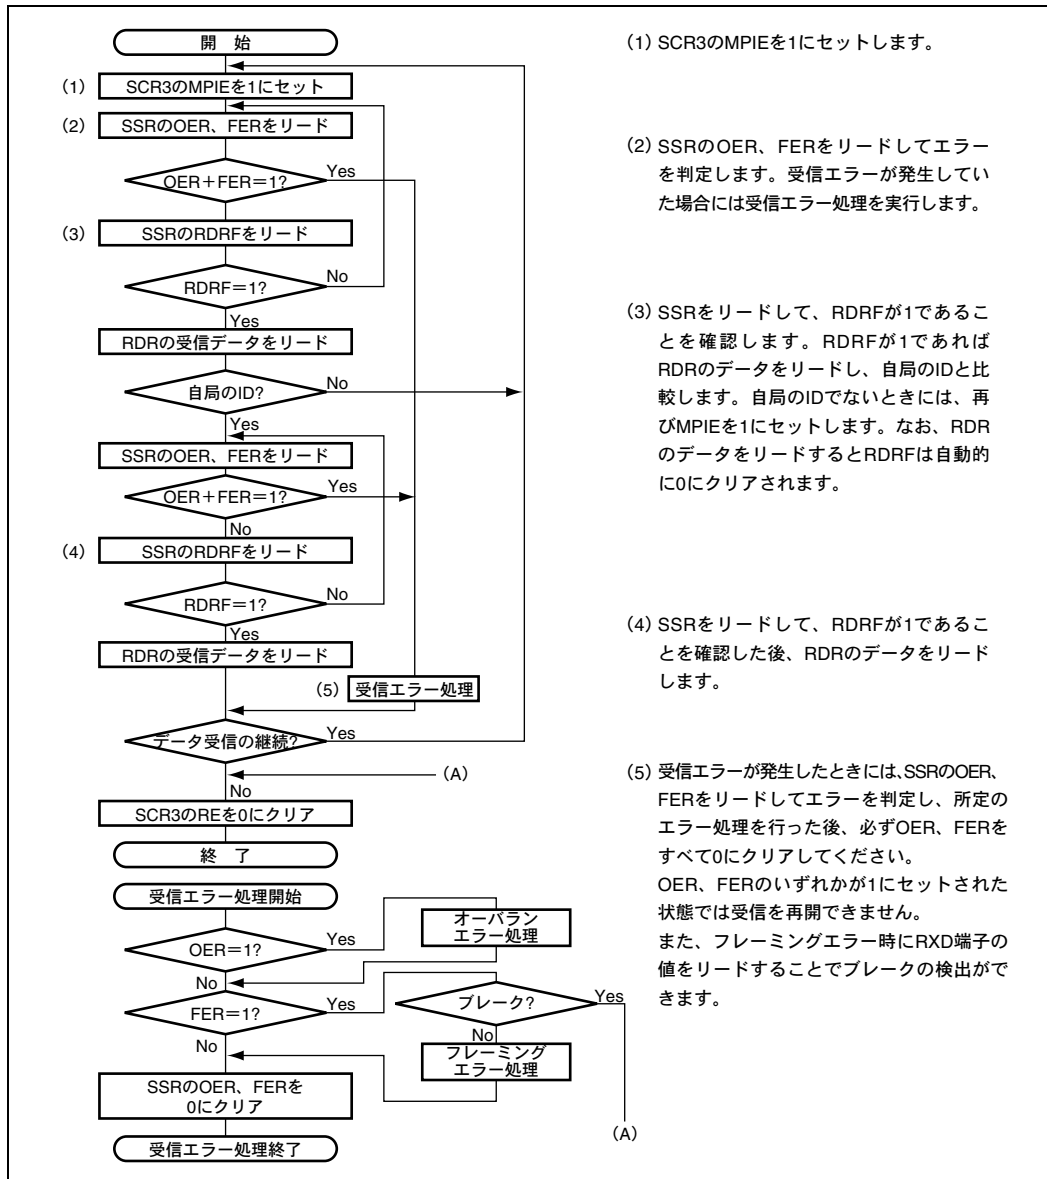 開 始
(1) SCR3のMPIEを1にセット
(2) SSRのOER、FERをリード
OER+FER=1?
Yes
(3) SSRのRDRFをリード
RDRF=1?
No
Yes
RDRの受信データをリード
自局のID?
No
Yes
SSRのOER、FERをリード
OER+FER=1?
Yes
No
(4) SSRのRDRFをリード
RDRF=1?
No
Yes
RDRの受信データをリード
(5) 受信エラー処理
データ受信の継続?
Yes
(A)
No
SCR3のREを0にクリア
終 了
受信エラー処理開始
OER=1?
Yes
オーバラン
エラー処理
No
FER=1?
Yes
ブレーク?
Yes
No
No
フレーミング
エラー処理
SSRのOER、FERを
0にクリア
(A)
受信エラー処理終了
(1) SCR3のMPIEを1にセットします。
(2) SSRのOER、FERをリードしてエラー
を判定します。受信エラーが発生してい
た場合には受信エラー処理を実行します。
(3) SSRをリードして、RDRFが1であるこ
とを確認します。RDRFが1であれば
RDRのデータをリードし、自局のIDと比
較します。自局のIDでないときには、再
びMPIEを1にセットします。なお、RDR
のデータをリードするとRDRFは自動的
に0にクリアされます。
(4) SSRをリードして、RDRFが1であるこ
とを確認した後、RDRのデータをリード
します。
(5) 受信エラーが発生したときには、SSRのOER、
FERをリードしてエラーを判定し、所定の
エラー処理を行った後、必ずOER、FERを
すべて0にクリアしてください。
OER、FERのいずれかが1にセットされた
状態では受信を再開できません。
また、フレーミングエラー時にRXD端子の
値をリードすることでブレークの検出がで
きます。